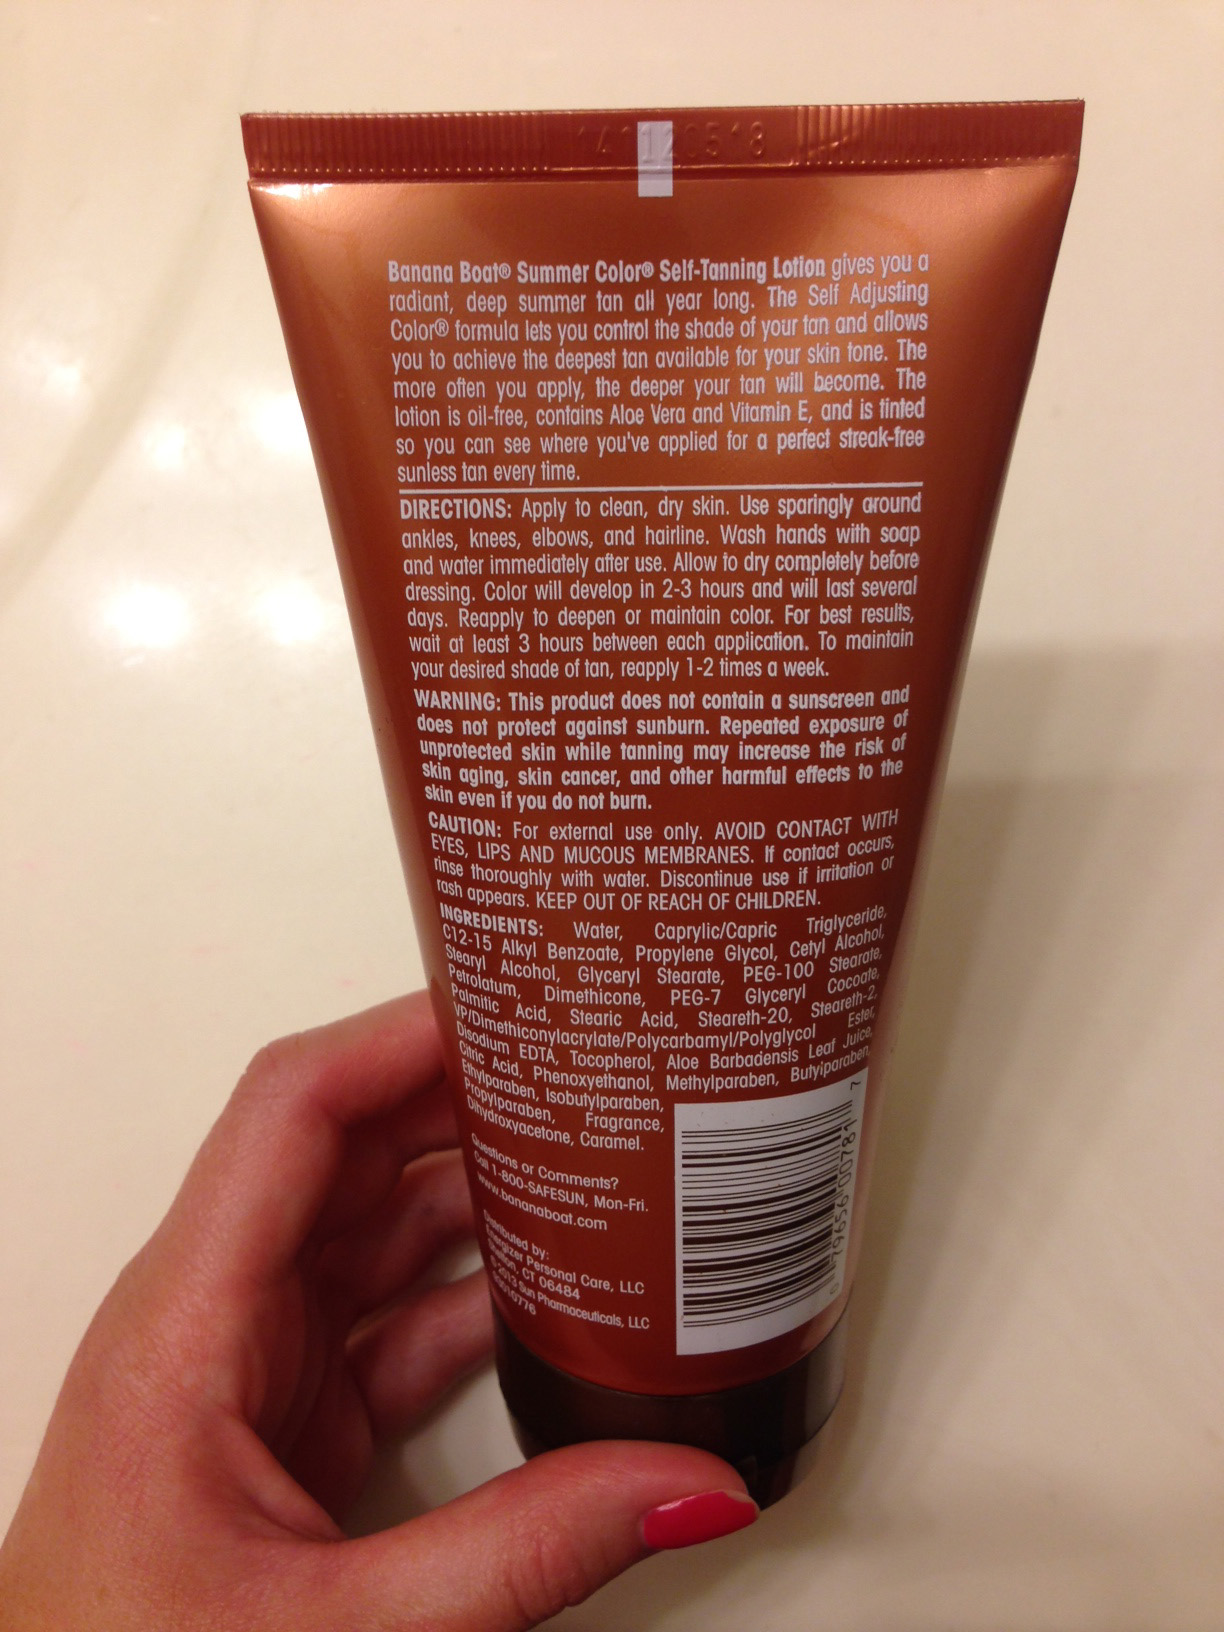 Banana Boat® Summer Color® Self-Tanning Lotion gives you a
radiant, deep summer tan all year long. The Self Adjusting
Color® formula lets you control the shade of your tan and allows
you to achieve the deepest tan available for your skin tone. The
more often you apply, the deeper your tan will become. The
lotion is oil-free, contains Aloe Vera and Vitamin E, and is tinted
so you can see where you've applied for a perfect streak-free
sunless tan every time.
DIRECTIONS: Apply to clean, dry skin. Use sparingly around
ankles, knees, elbows, and hairline. Wash hands with soap
and water immediately after use. Allow to dry completely before
dressing. Color will develop in 2-3 hours and will last several
days. Reapply to deepen or maintain color. For best results,
wait at least 3 hours between each application. To maintain
your desired shade of tan, reapply 1-2 times a week.
WARNING: This product does not contain a sunscreen and
does not protect against sunburn. Repeated exposure of
unprotected skin while tanning may increase the risk of
skin aging, skin cancer, and other harmful effects to the
skin even if you do not burn.
CAUTION: For external use only. AVOID CONTACT WITH
EYES, LIPS AND MUCOUS MEMBRANES. If contact occurs,
rinse thoroughly with water. Discontinue use if irritation or
rash appears. KEEP OUT OF REACH OF CHILDREN.
INGREDIENTS: Water, Caprylic/Capric Triglyceride,
C12-15 Alkyl Benzoate, Propylene Glycol, Cetyl Alcohol,
Stearyl Alcohol, Glyceryl Stearate, PEG-100 Stearate,
Petrolatum, Dimethicone, PEG-7 Glyceryl Cocoate,
Palmitic Acid, Stearic Acid, Steareth-20, Steareth-2,
VP/Dimethiconylacrylate/Polycarbamyl/Polyglycol Ester,
Disodium EDTA, Tocopherol, Aloe Barbadensis Leaf Juice,
Citric Acid, Phenoxyethanol, Methylparaben, Butylparaben,
Ethylparaben, Isobutylparaben,
Propylparaben, Fragrance,
Dihydroxyacetone, Caramel.
Questions or Comments?
Call 1-800-SAFESUN, Mon-Fri.
www.bananaboat.com
Distributed by:
Energizer Personal Care, LLC
Shelton, CT 06484
©2013 Sun Pharmaceuticals, LLC
79656 00781 7